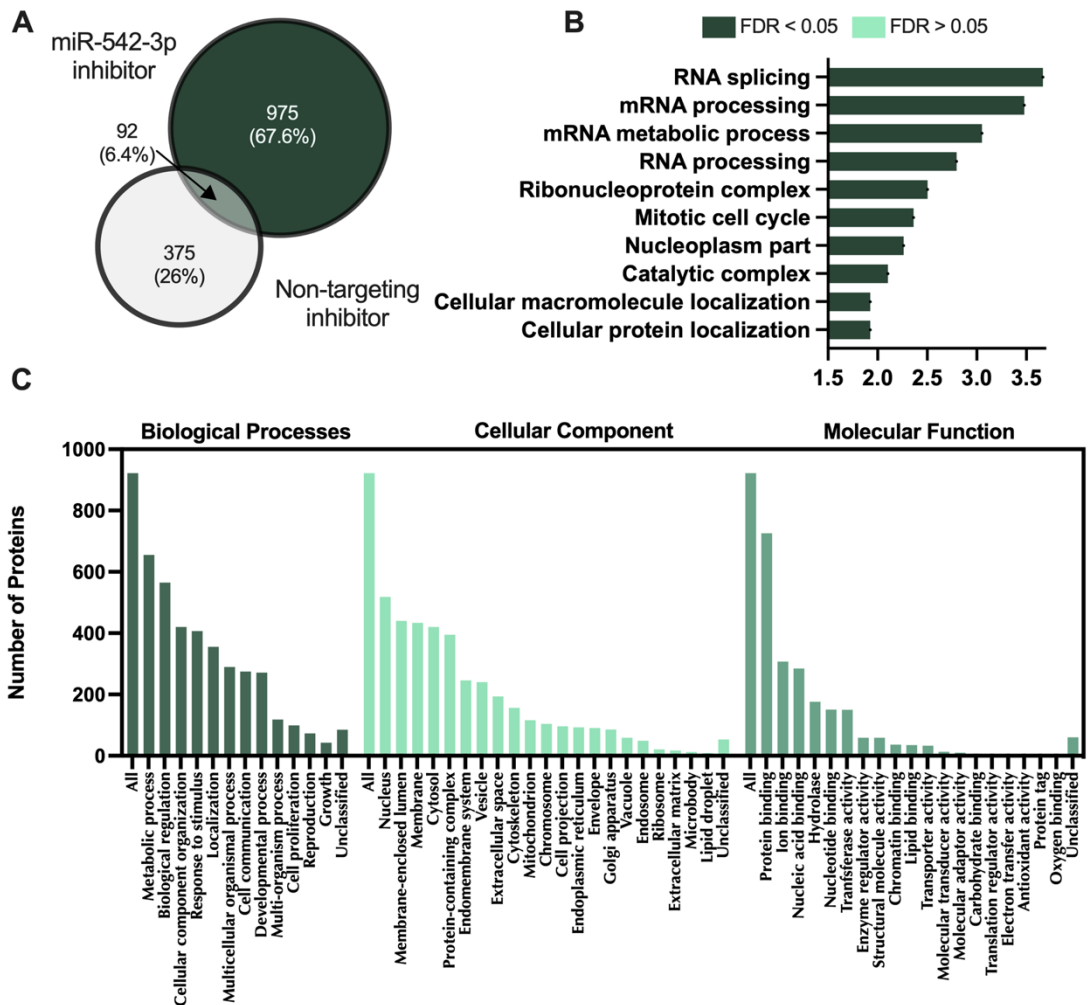 A
miR-542-3p
inhibitor
975
(67.6%)
92
(6.4%)
375
(26%)
Non-targeting
inhibitor
B
FDR < 0.05
FDR > 0.05
RNA splicing
mRNA processing
mRNA metabolic process
RNA processing
Ribonucleoprotein complex
Mitotic cell cycle
Nucleoplasm part
Catalytic complex
Cellular macromolecule localization
Cellular protein localization
1.5 2.0 2.5 3.0 3.5
C
Biological Processes
Cellular Component
Molecular Function
Number of Proteins
1000
800
600
400
200
0
All
Metabolic process
Biological regulation
Cellular component organization
Response to stimulus
Localization
Multicellular organismal process
Cell communication
Developmental process
Multi-organism process
Cell proliferation
Reproduction
Growth
Unclassified
All
Nucleus
Membrane-enclosed lumen
Membrane
Cytosol
Protein-containing complex
Endomembrane system
Vesicle
Extracellular space
Cytoskeleton
Mitochondrion
Chromosome
Cell projection
Endoplasmic reticulum
Envelope
Golgi apparatus
Vacuole
Endosome
Ribosome
Extracellular matrix
Microbody
Lipid droplet
Unclassified
All
Protein binding
Ion binding
Nucleic acid binding
Hydrolase
Nucleotide binding
Tranfsferase activity
Enzyme regulator activity
Structural molecule activity
Chromatin binding
Lipid binding
Transporter activity
Molecular transducer activity
Molecular adaptor activity
Carbohydrate binding
Translation regulator activity
Electron transfer activity
Antioxidant activity
Protein tag
Oxygen binding
Unclassified